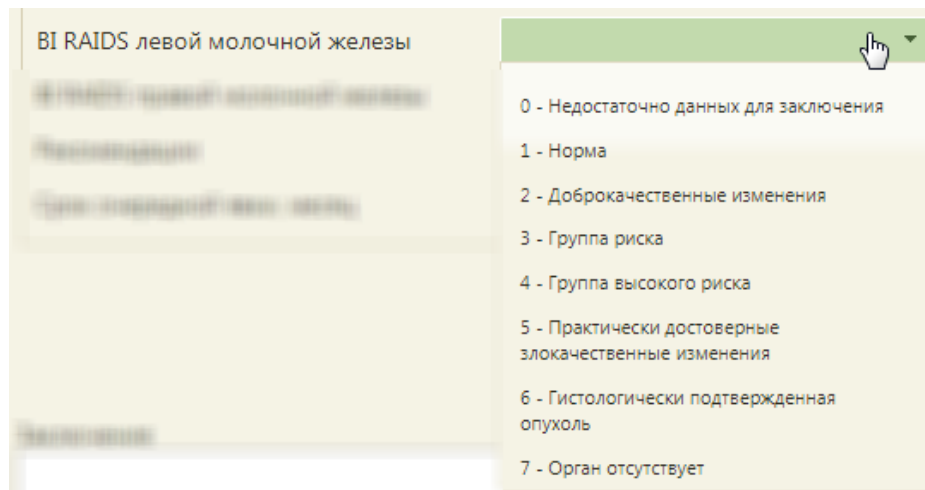 BI RAIDS левой молочной железы
0 - Недостаточно данных для заключения
1 - Норма
2 - Доброкачественные изменения
3 - Группа риска
4 - Группа высокого риска
5 - Практически достоверные
злокачественные изменения
6 - Гистологически подтвержденная
опухоль
7 - Орган отсутствует